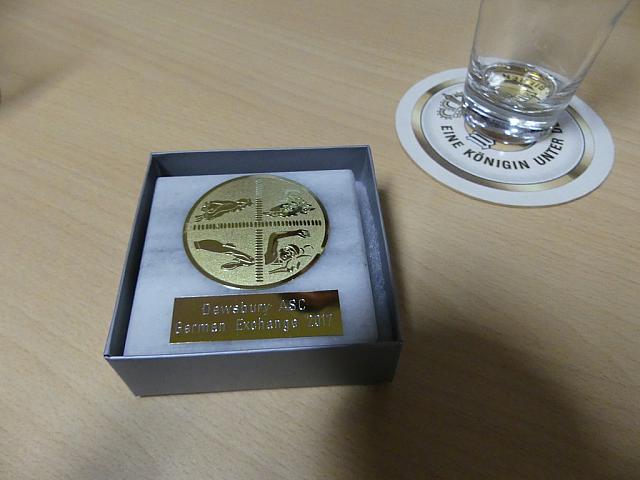 Dewsbury ASC
German Exchange 2017
EINE KÖNIGIN UNTER